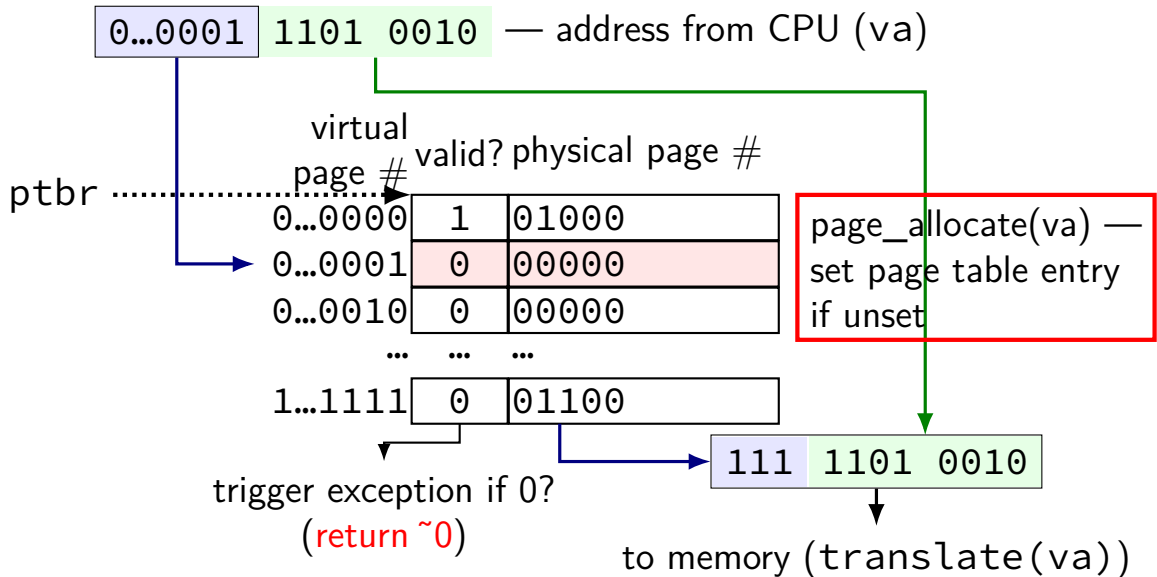 0…0001 1101 0010 — address from CPU (va)
virtual
page # valid? physical page #
ptbr
0…0000 1 01000
0…0001 0 00000
0…0010 0 00000
… … …
1…1111 0 01100
page_allocate(va) —
set page table entry
if unset
111 1101 0010
trigger exception if 0?
(return ~0)
to memory (translate(va))